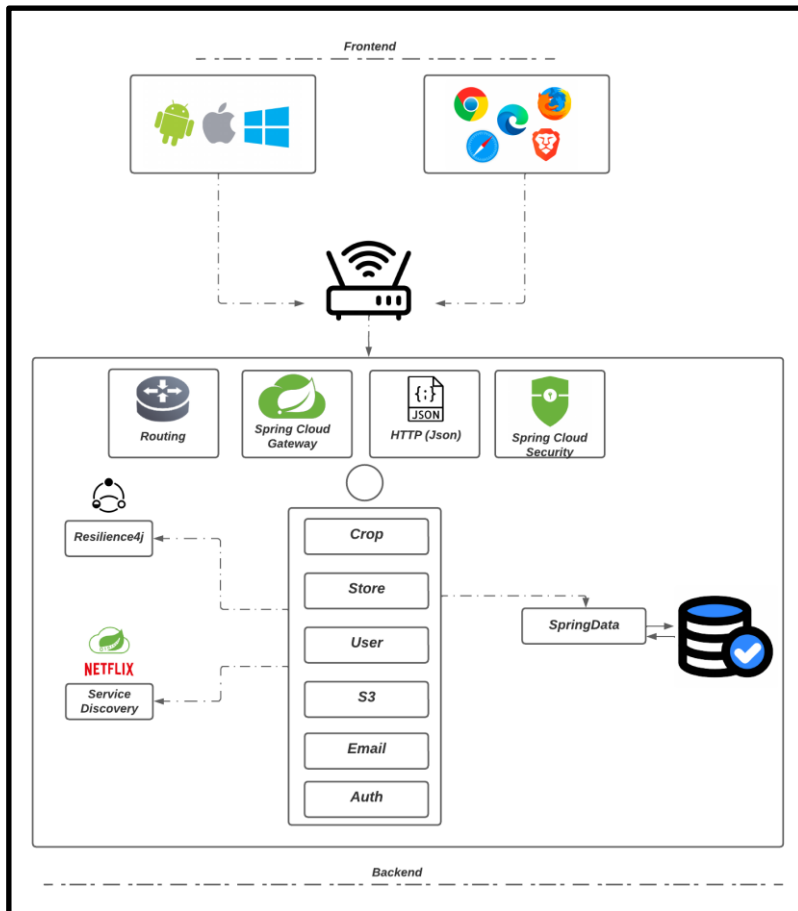 Frontend
Routing
Spring Cloud
Gateway
{;}
JSON
HTTP (Json)
Spring Cloud
Security
Resilience4j
NETFLIX
Service
Discovery
Crop
Store
User
S3
Email
Auth
SpringData
Backend